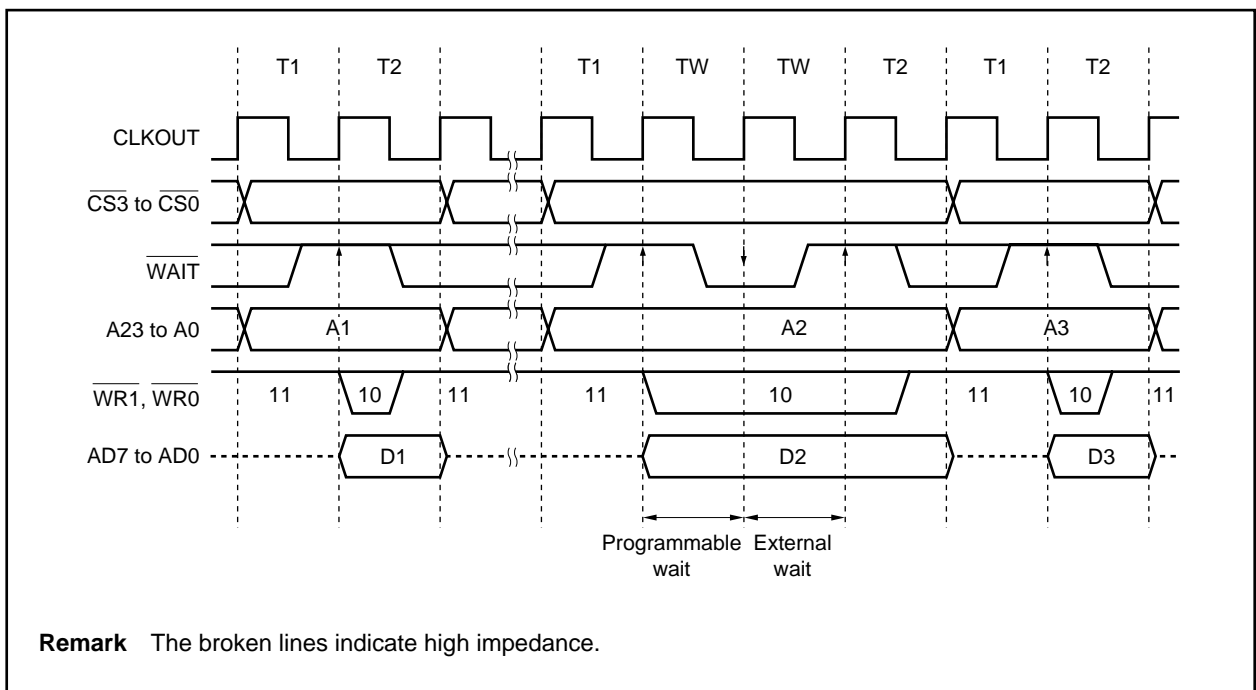 T1 T2 T1 TW TW T2 T1 T2
CLKOUT
CS3 to CS0
WAIT
A23 to A0 A1 A2 A3
WR1, WR0 11 10 11 11 10 11 10 11
AD7 to AD0 D1 D2 D3
Programmable wait
External wait
Remark The broken lines indicate high impedance.